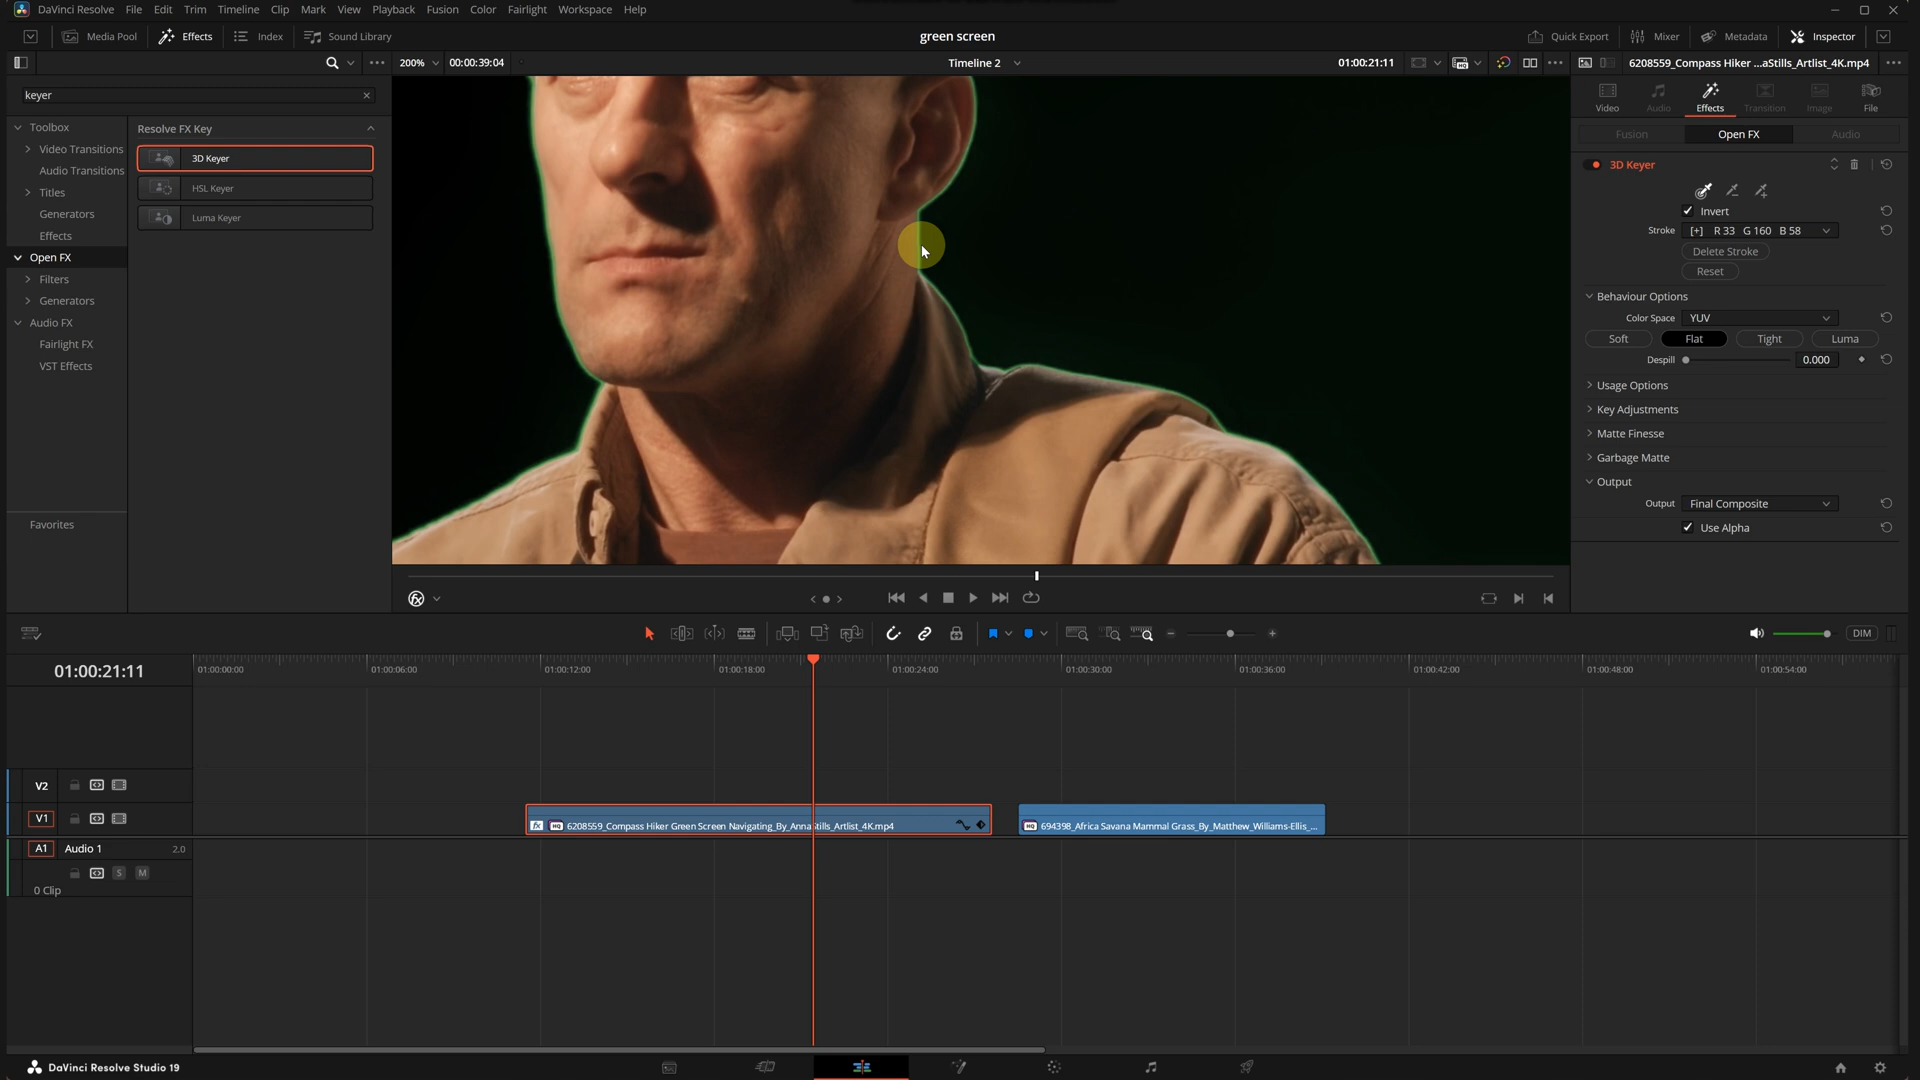 DaVinci Resolve File Edit Trim Timeline Clip Mark View Playback Fusion Color Fairlight Workspace Help
Media Pool Effects Index Sound Library green screen Quick Export Mixer Metadata Inspector
200% 00:00:39:04 Timeline 2 01:00:21:11 6208559_Compass Hiker ...aStills_Artlist_4K.mp4
keyer
Video Audio Effects Transition Image File
Toolbox
Resolve FX Key
Fusion Open FX Audio
Video Transitions
3D Keyer
3D Keyer
Audio Transitions
Titles
HSL Keyer
Generators
Luma Keyer
Invert
Effects
Stroke [+] R 33 G 160 B 58
Open FX
Delete Stroke
Filters
Reset
Generators
Behaviour Options
Audio FX
Color Space YUV
Fairlight FX
Soft Flat Tight Luma
VST Effects
Despill 0.000
Usage Options
Key Adjustments
Matte Finesse
Garbage Matte
Output
Output Final Composite
Favorites
Use Alpha
fx
DIM
01:00:21:11
01:00:00:00 01:00:06:00 01:00:12:00 01:00:18:00 01:00:24:00 01:00:30:00 01:00:36:00 01:00:42:00 01:00:48:00 01:00:54:00
V2
V1
fx HQ 6208559_Compass Hiker Green Screen Navigating_By_AnnaStills_Artlist_4K.mp4
HQ 694398_Africa Savana Mammal Grass_By_Matthew_Williams-Ellis_...
A1 Audio 1 2.0
S M
0 Clip
DaVinci Resolve Studio 19